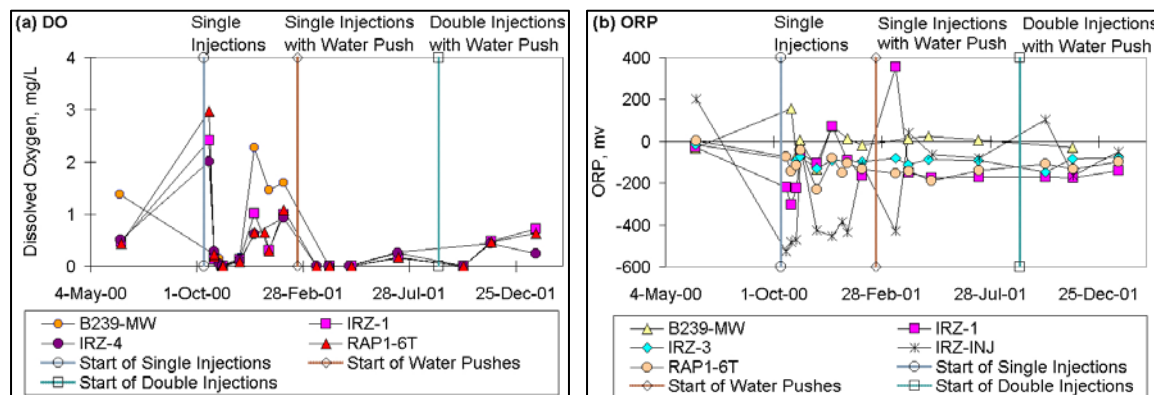 (a) DO
Single Injections
Single Injections with Water Push
Double Injections with Water Push
Dissolved Oxygen, mg/L
4
3
2
1
0
4-May-00
1-Oct-00
28-Feb-01
28-Jul-01
25-Dec-01
B239-MW
IRZ-1
IRZ-4
RAP1-6T
Start of Single Injections
Start of Water Pushes
Start of Double Injections
(b) ORP
Single Injections
Single Injections with Water Push
Double Injections with Water Push
ORP, mv
400
200
0
-200
-400
-600
4-May-00
1-Oct-00
28-Feb-01
28-Jul-01
25-Dec-01
B239-MW
IRZ-1
IRZ-3
IRZ-INJ
RAP1-6T
Start of Single Injections
Start of Water Pushes
Start of Double Injections